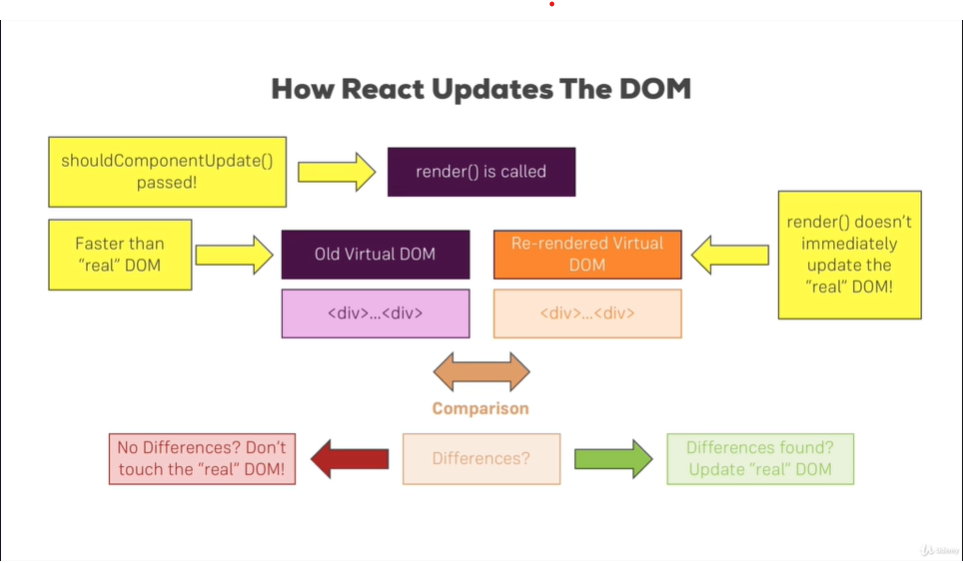 How React Updates The DOM
shouldComponentUpdate()
passed!
render() is called
Faster than
"real" DOM
Old Virtual DOM
Re-rendered Virtual
DOM
render() doesn't
immediately
update the
"real" DOM!
<div>...<div>
<div>...<div>
Comparison
No Differences? Don't
touch the "real" DOM!
Differences?
Differences found?
Update "real" DOM
Udemy